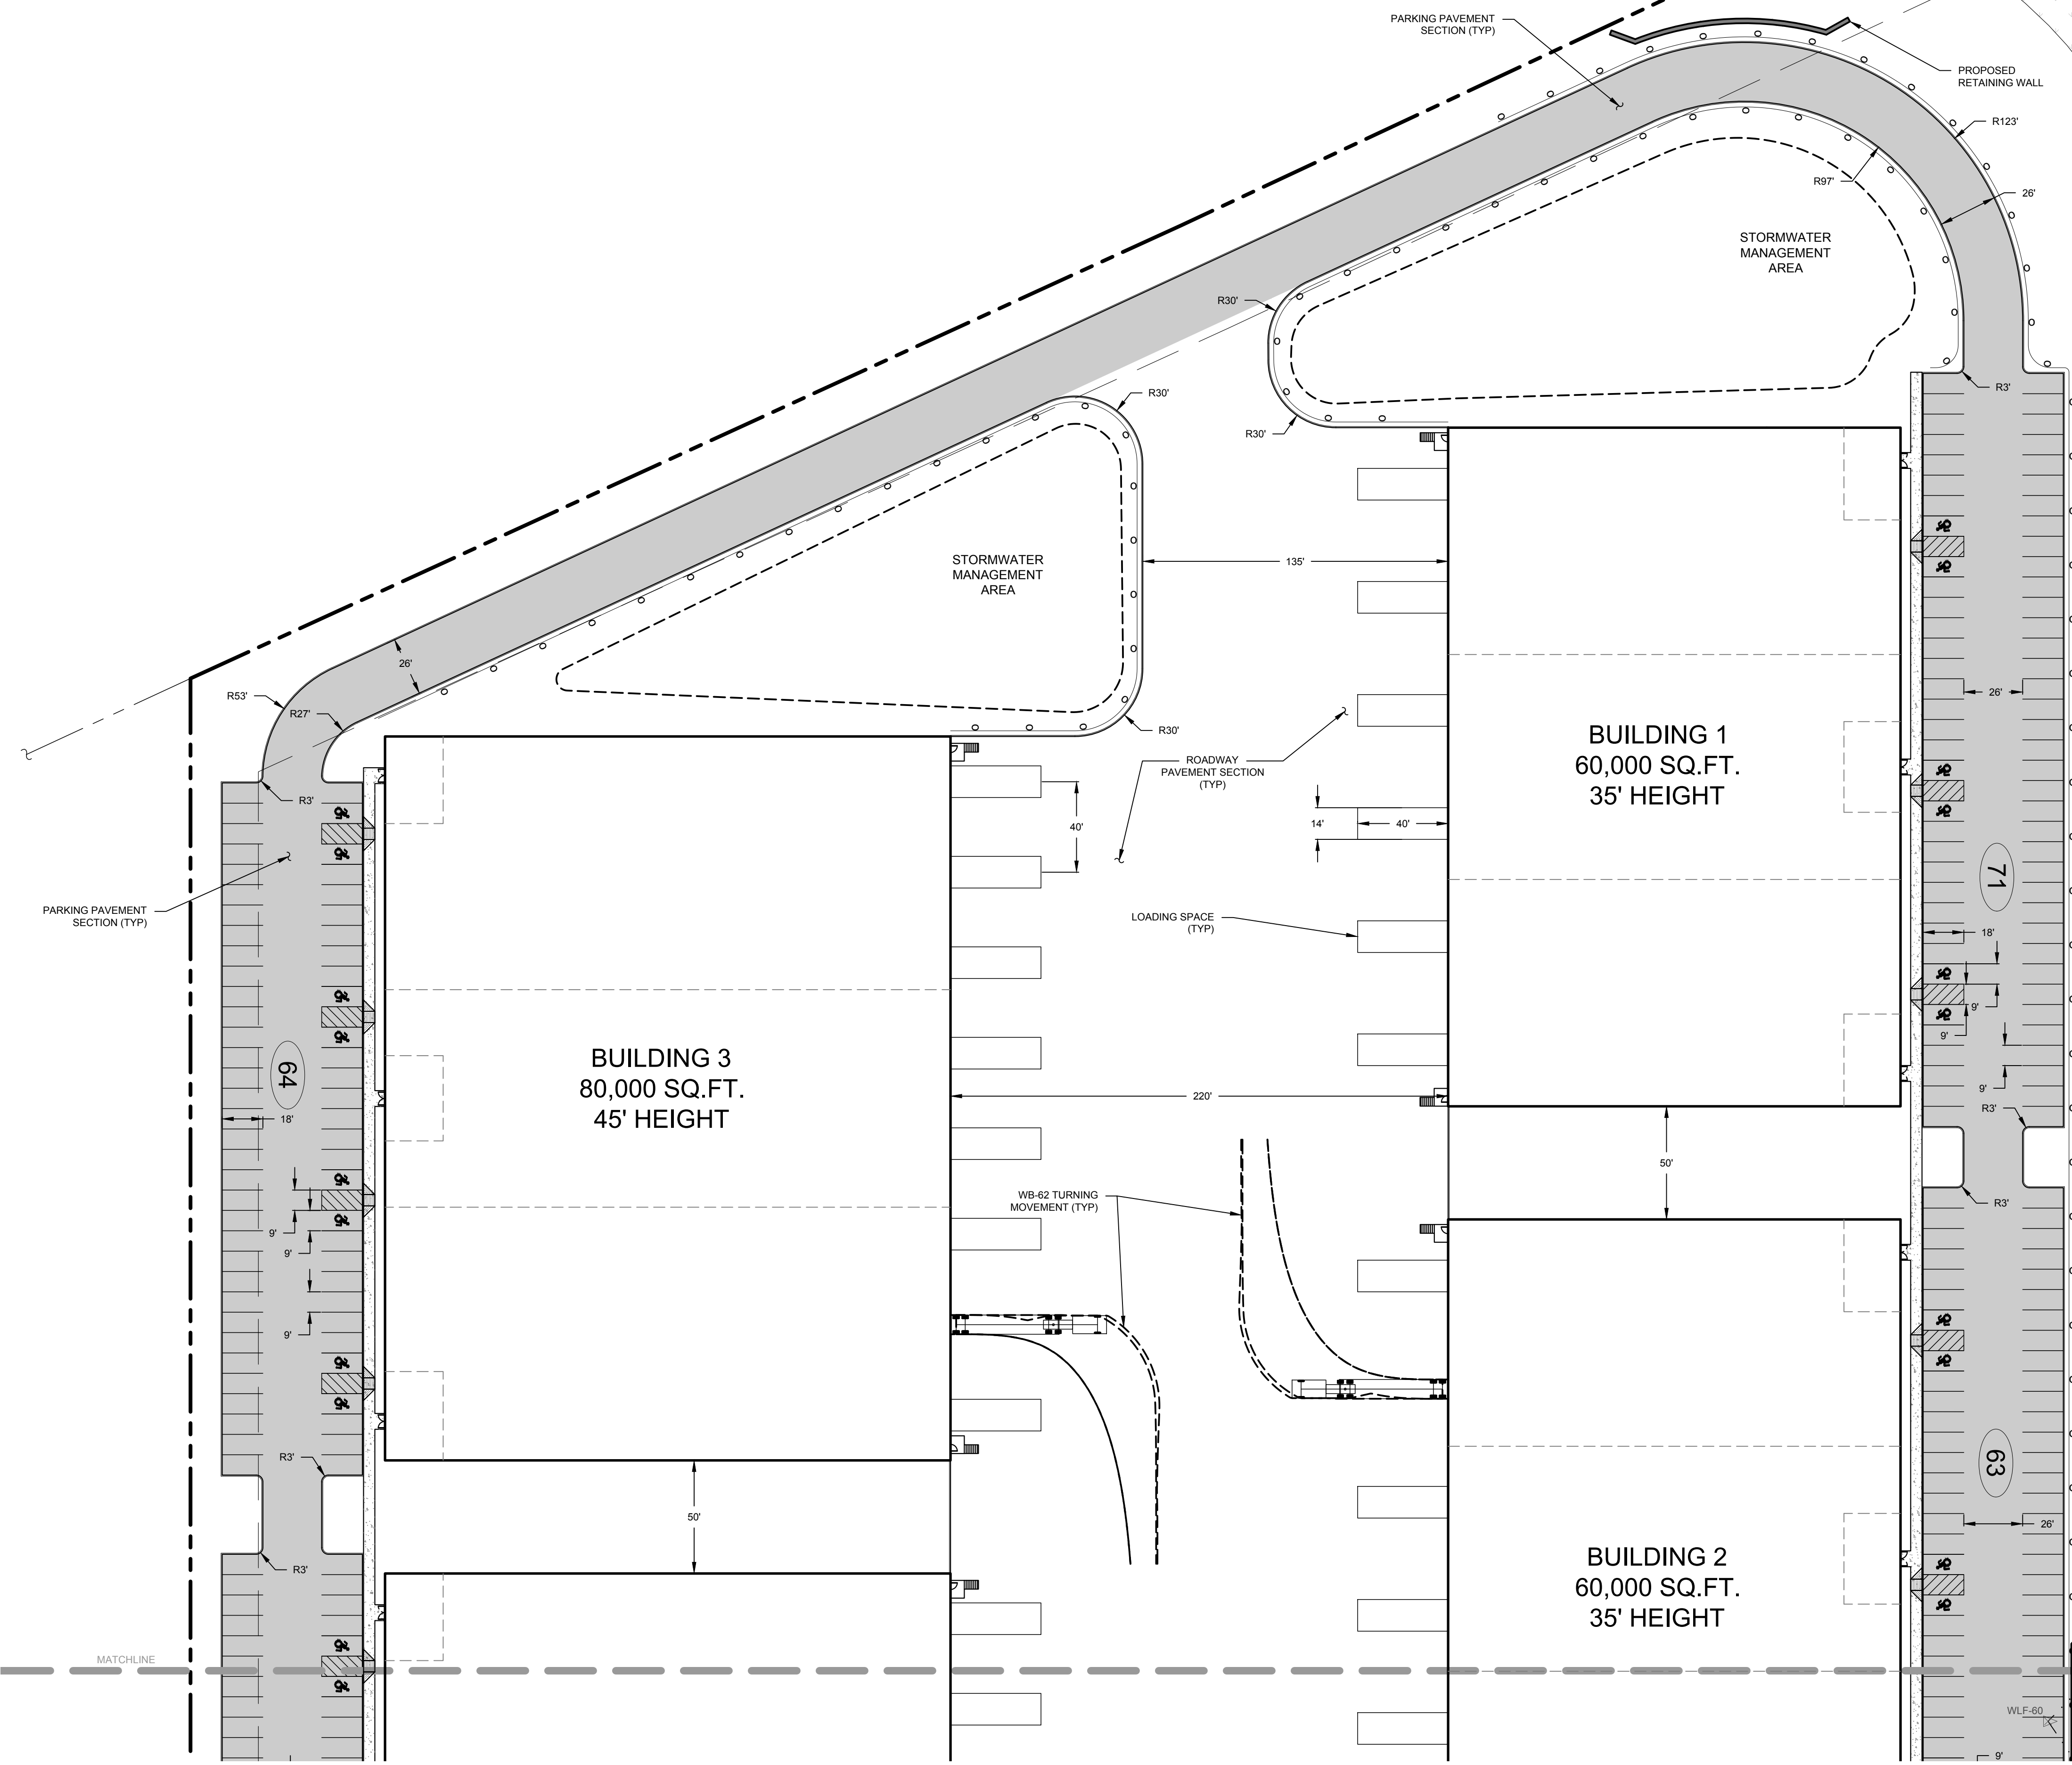 PARKING PAVEMENT
SECTION (TYP)
PROPOSED
RETAINING WALL
R123'
R97'
26'
STORMWATER
MANAGEMENT
AREA
R30'
R3'
R30'
R30'
STORMWATER
MANAGEMENT
AREA
135'
26'
R53'
R27'
R30'
26'
BUILDING 1
60,000 SQ.FT.
35' HEIGHT
ROADWAY
PAVEMENT SECTION
(TYP)
R3'
40'
14'
40'
71
PARKING PAVEMENT
SECTION (TYP)
LOADING SPACE
(TYP)
18'
9'
9'
BUILDING 3
80,000 SQ.FT.
45' HEIGHT
64
18'
220'
9'
R3'
50'
WB-62 TURNING
MOVEMENT (TYP)
R3'
9'
9'
9'
R3'
63
50'
26'
R3'
BUILDING 2
60,000 SQ.FT.
35' HEIGHT
MATCHLINE
WLF-60
9'